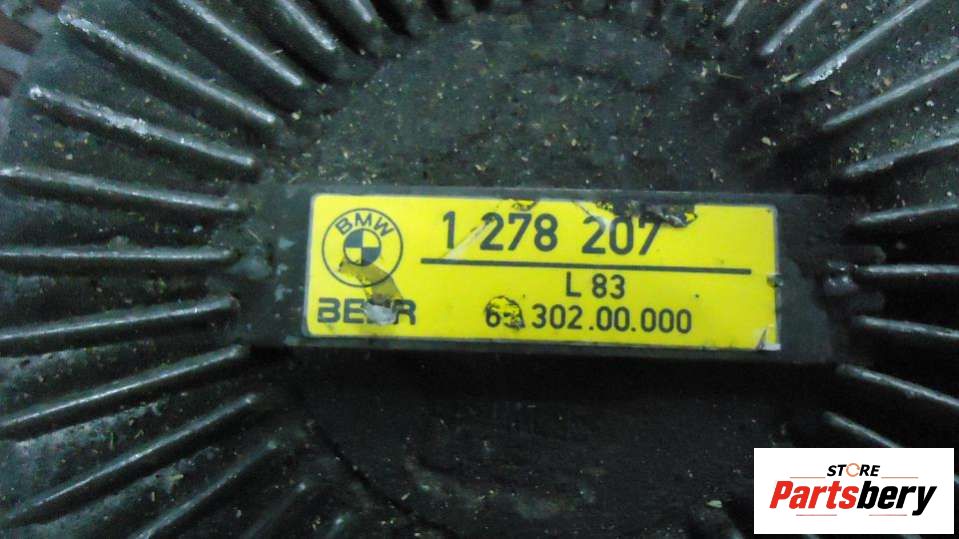 BMW
1 278 207
L 83
302.00.000
STORE
Partsbery